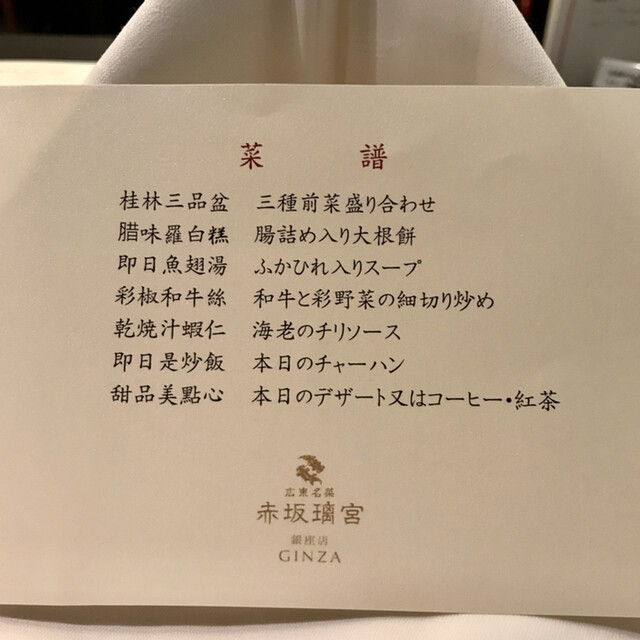 菜譜
桂林三品盆 三種前菜盛り合わせ
腊味羅白糕 腸詰め入り大根餅
即日魚翅湯 ふかひれ入りスープ
彩椒和牛絲 和牛と彩野菜の細切り炒め
乾焼汁蝦仁 海老のチリソース
即日是炒飯 本日のチャーハン
甜品美點心 本日のデザート又はコーヒー・紅茶
広東名菜
赤坂璃宮
銀座店
GINZA